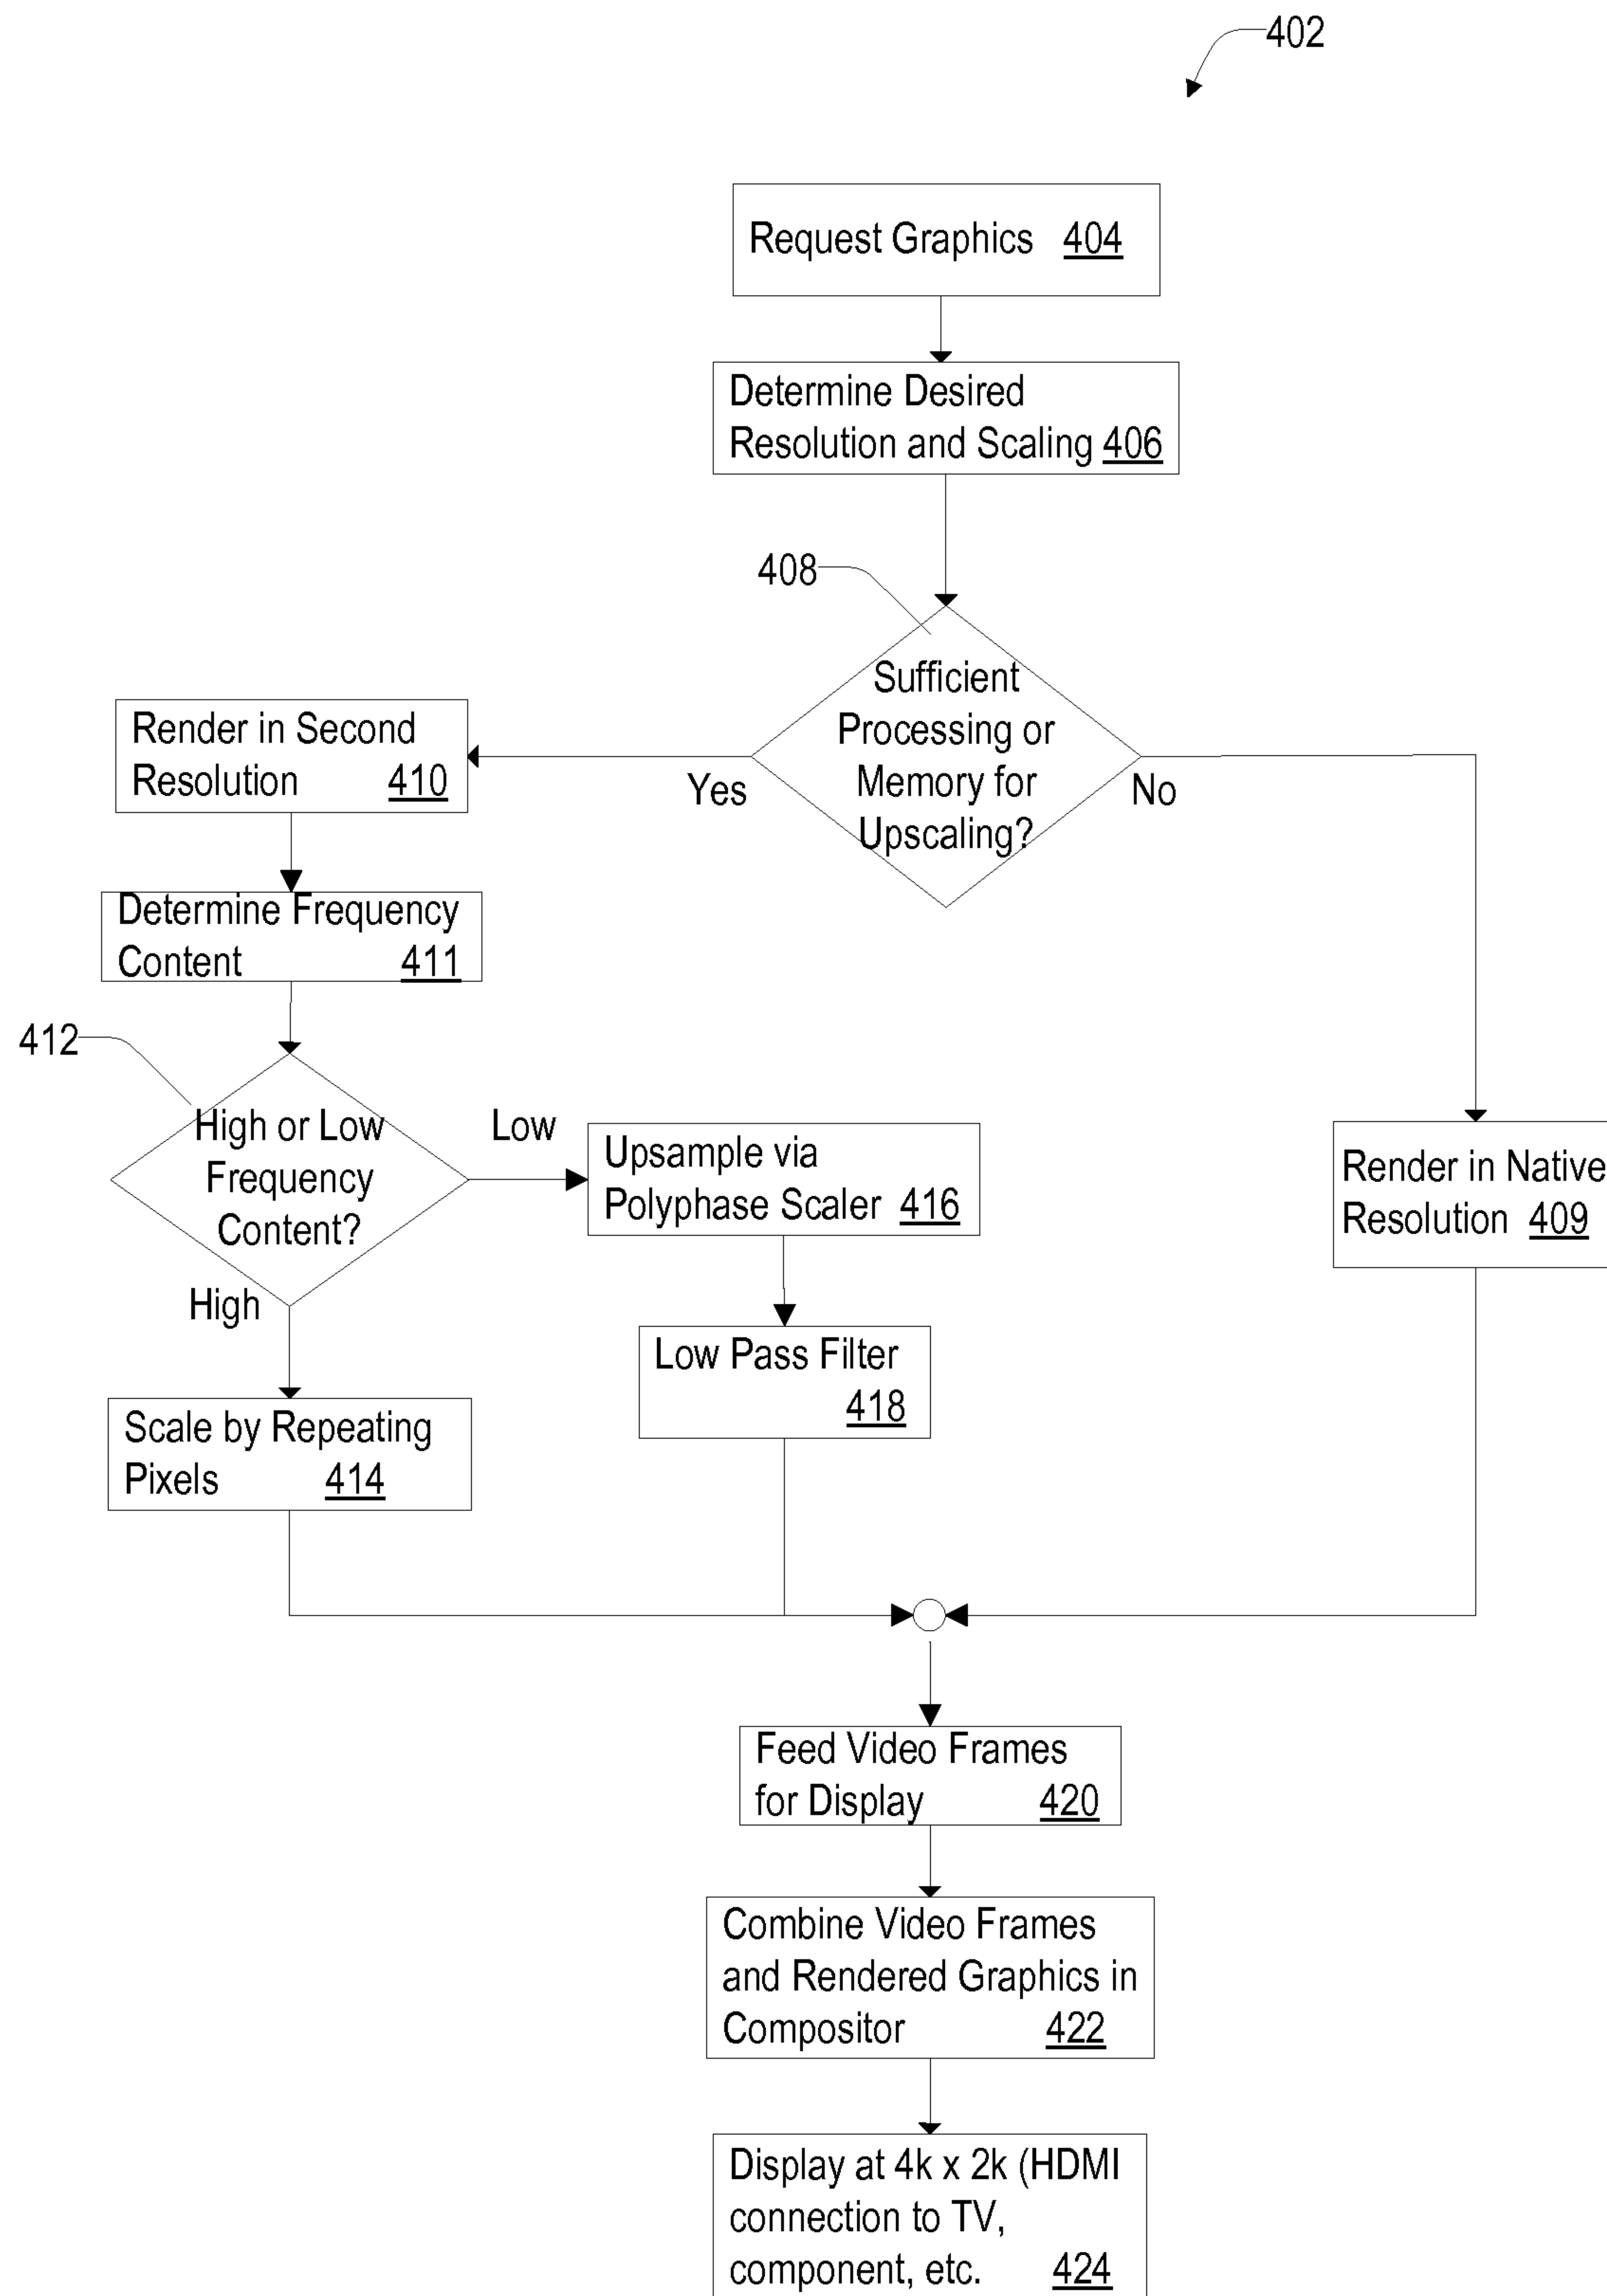 402
Request Graphics 404
Determine Desired
Resolution and Scaling 406
408
Sufficient
Processing or
Memory for
Upscaling?
Yes
No
Render in Second
Resolution 410
Determine Frequency
Content 411
412
High or Low
Frequency
Content?
Low
High
Upsample via
Polyphase Scaler 416
Render in Native
Resolution 409
Low Pass Filter
418
Scale by Repeating
Pixels 414
Feed Video Frames
for Display 420
Combine Video Frames
and Rendered Graphics in
Compositor 422
Display at 4k x 2k (HDMI
connection to TV,
component, etc. 424